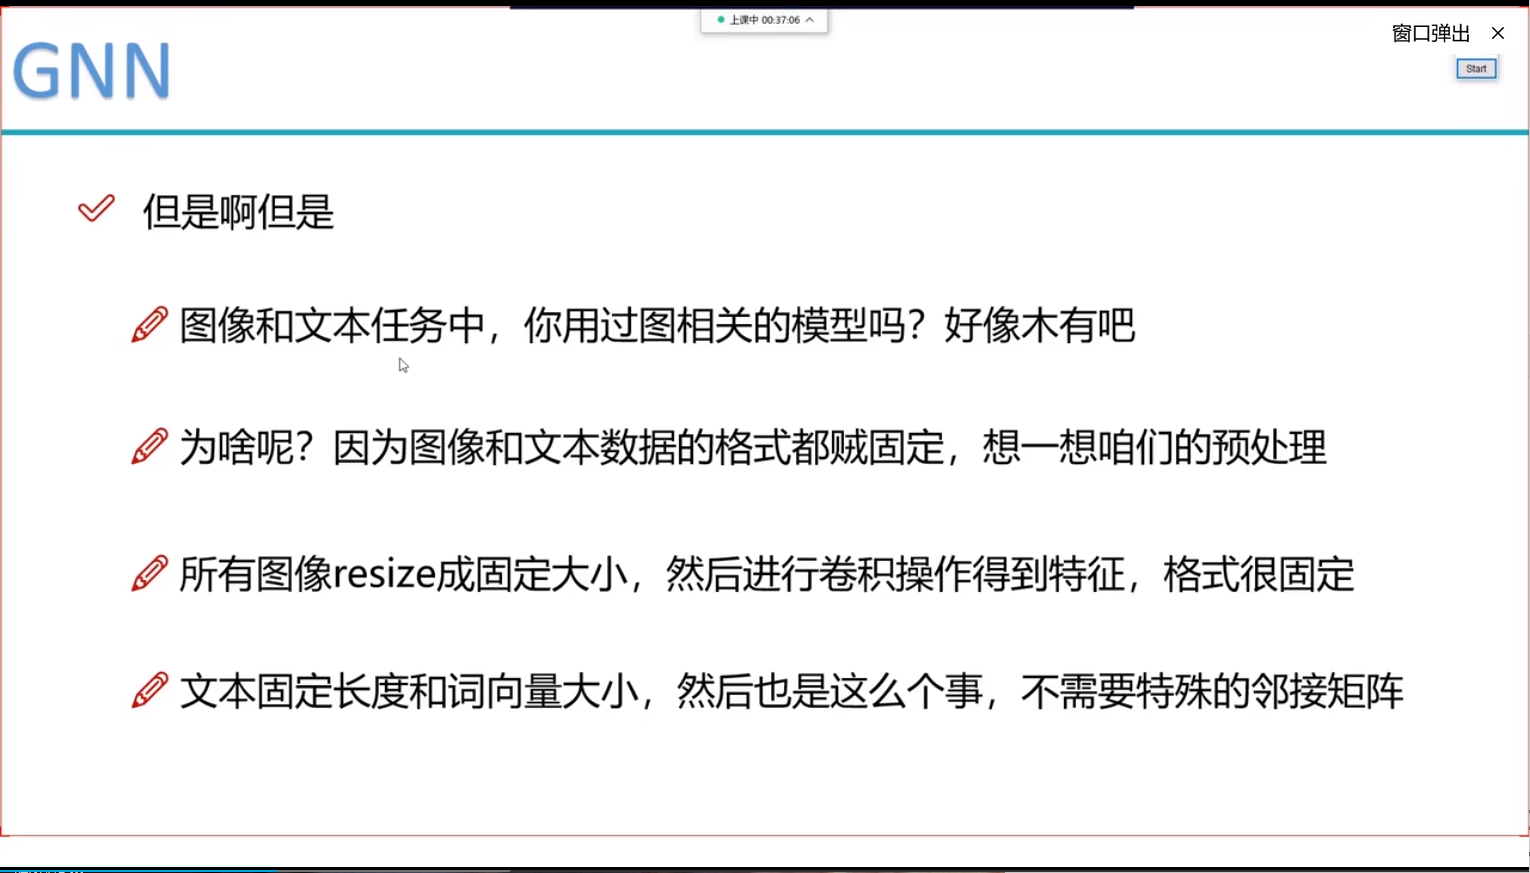 上课中 00:37:06
窗口弹出
Start
GNN
但是啊但是
图像和文本任务中，你用过图相关的模型吗？好像木有吧
为啥呢？因为图像和文本数据的格式都贼固定，想一想咱们的预处理
所有图像resize成固定大小，然后进行卷积操作得到特征，格式很固定
文本固定长度和词向量大小，然后也是这么个事，不需要特殊的邻接矩阵